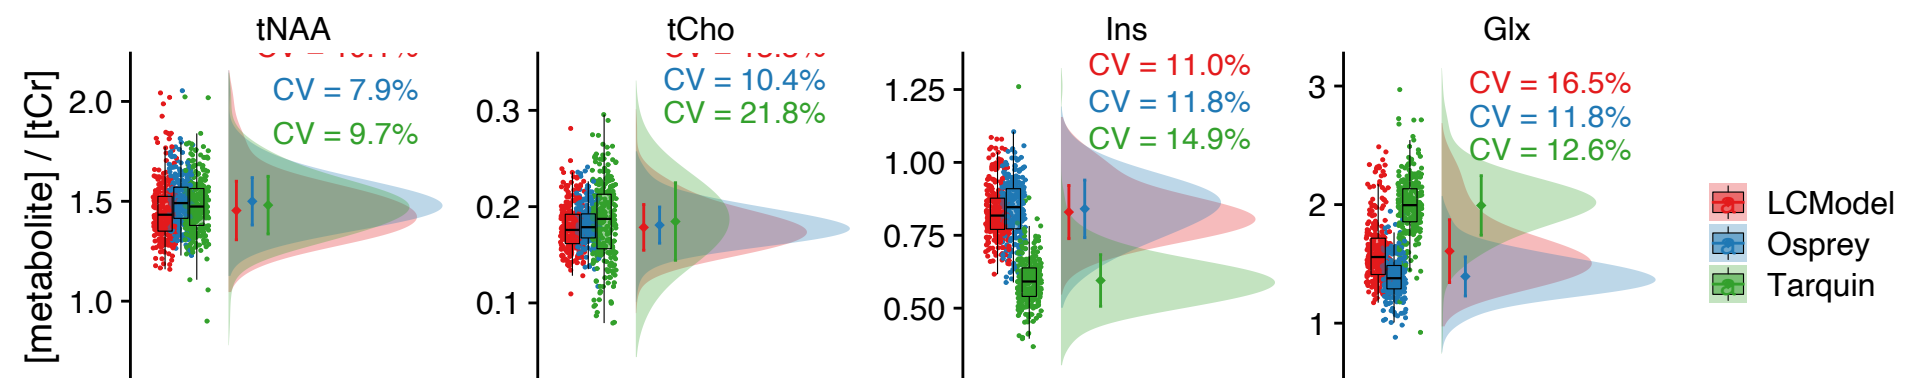 tNAA
tCho
Ins
Glx
[metabolite] / [tCr]
2.0
1.5
1.0
CV = 7.9%
CV = 9.7%
0.3
0.2
0.1
CV = 10.4%
CV = 21.8%
1.25
1.00
0.75
0.50
CV = 11.0%
CV = 11.8%
CV = 14.9%
3
2
1
CV = 16.5%
CV = 11.8%
CV = 12.6%
LCModel
Osprey
Tarquin